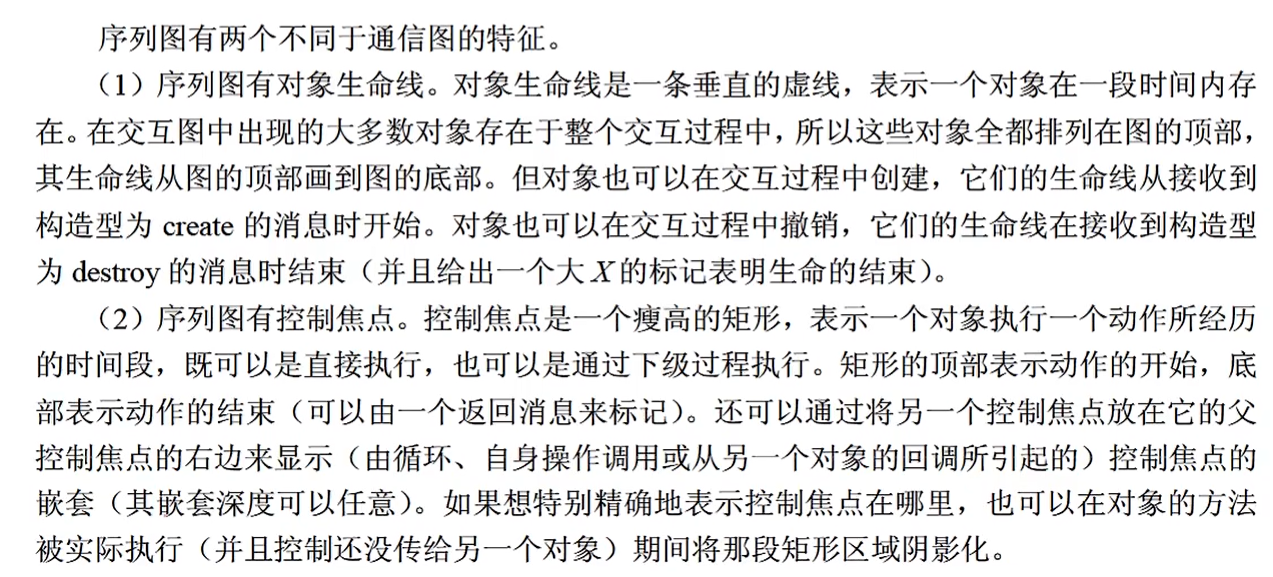 序列图有两个不同于通信图的特征。
（1）序列图有对象生命线。对象生命线是一条垂直的虚线，表示一个对象在一段时间内存
在。在交互图中出现的大多数对象存在于整个交互过程中，所以这些对象全都排列在图的顶部，
其生命线从图的顶部画到图的底部。但对象也可以在交互过程中创建，它们的生命线从接收到
构造型为 create 的消息时开始。对象也可以在交互过程中撤销，它们的生命线在接收到构造型
为 destroy 的消息时结束（并且给出一个大 X 的标记表明生命的结束）。
（2）序列图有控制焦点。控制焦点是一个瘦高的矩形，表示一个对象执行一个动作所经历
的时间段，既可以是直接执行，也可以是通过下级过程执行。矩形的顶部表示动作的开始，底
部表示动作的结束（可以由一个返回消息来标记）。还可以通过将另一个控制焦点放在它的父
控制焦点的右边来显示（由循环、自身操作调用或从另一个对象的回调所引起的）控制焦点的
嵌套（其嵌套深度可以任意）。如果想特别精确地表示控制焦点在哪里，也可以在对象的方法
被实际执行（并且控制还没传给另一个对象）期间将那段矩形区域阴影化。